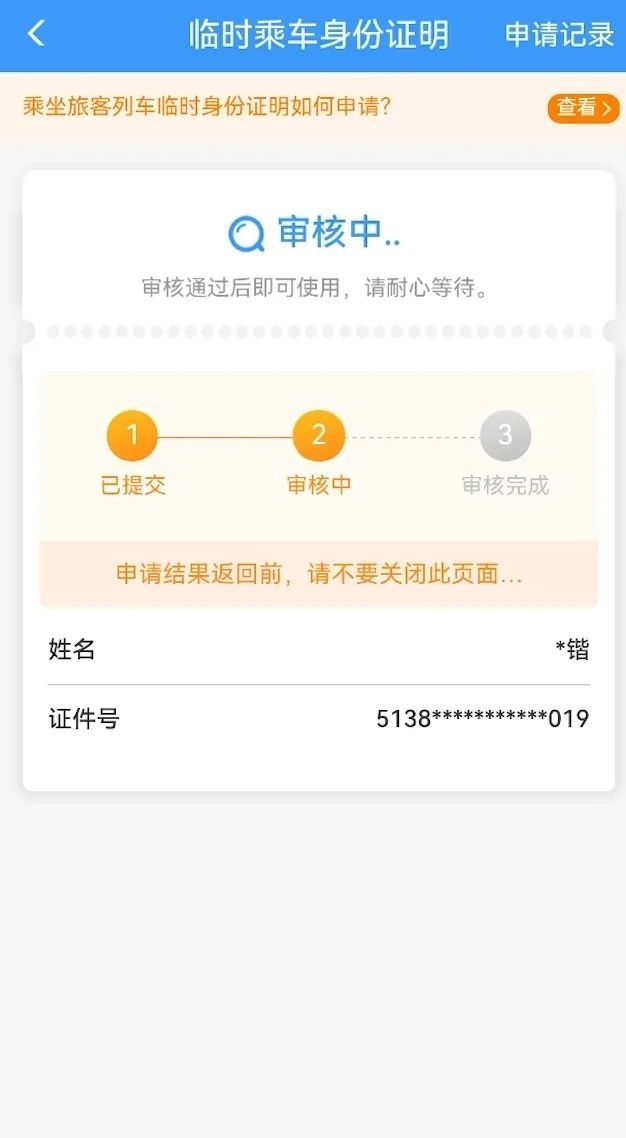 临时乘车身份证明 申请记录
乘坐旅客列车临时身份证明如何申请？ 查看
审核中..
审核通过后即可使用，请耐心等待。
1 2 3
已提交 审核中 审核完成
申请结果返回前，请不要关闭此页面...
姓名 *锴
证件号 5138***********019